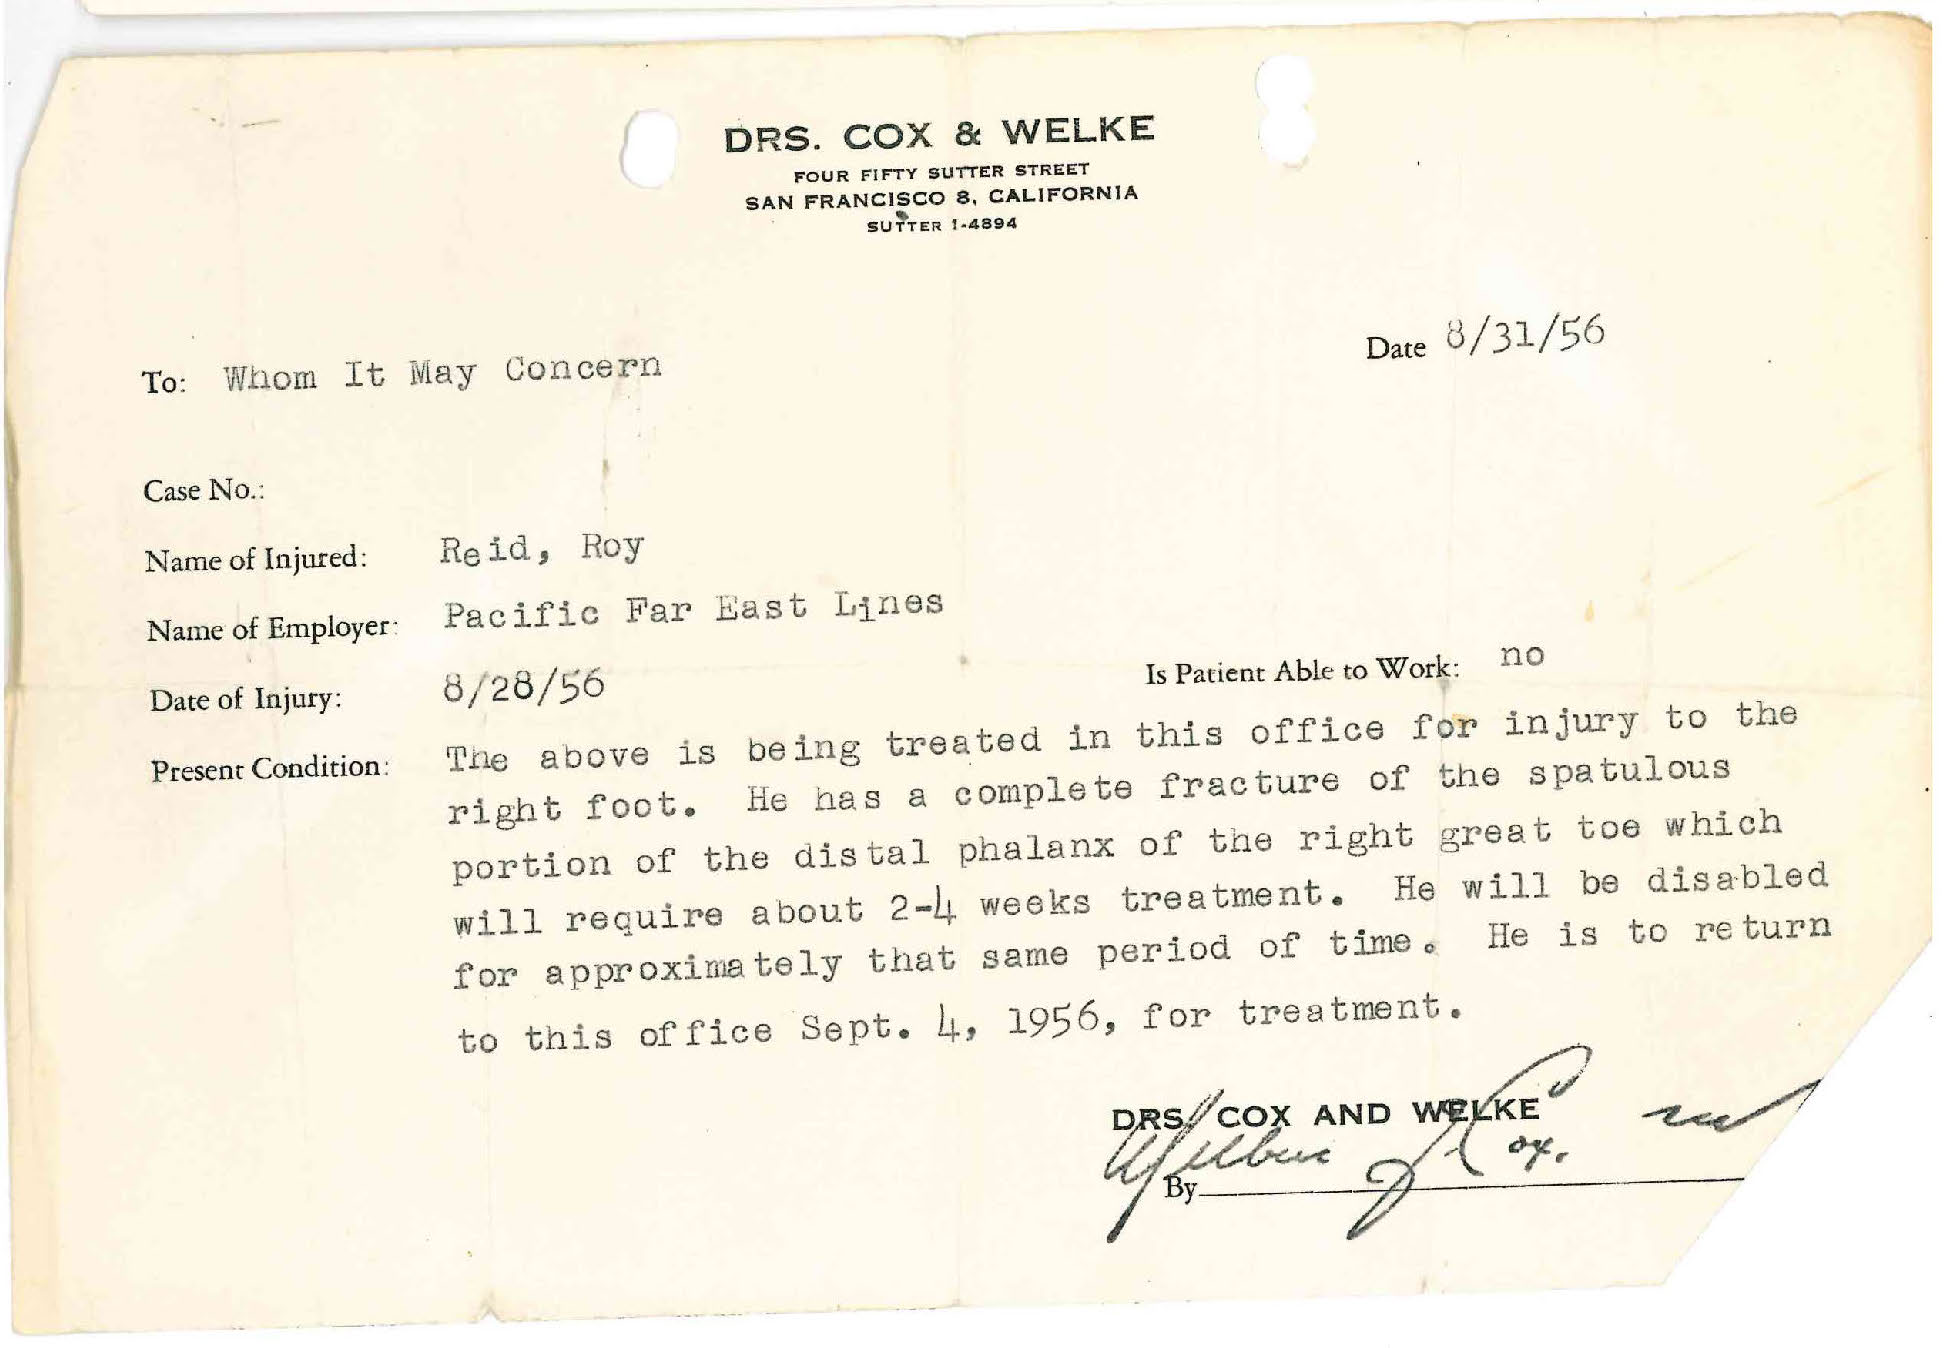 DRS. COX & WELKE
FOUR FIFTY SUTTER STREET
SAN FRANCISCO 8, CALIFORNIA
SUTTER 1-4894
Date 8/31/56
To: Whom It May Concern
Case No.:
Name of Injured: Reid, Roy
Name of Employer: Pacific Far East Lines
Date of Injury: 8/28/56 Is Patient Able to Work: no
Present Condition: The above is being treated in this office for injury to the
right foot. He has a complete fracture of the spatulous
portion of the distal phalanx of the right great toe which
will require about 2-4 weeks treatment. He will be disabled
for approximately that same period of time. He is to return
to this office Sept. 4, 1956, for treatment.
DRS. COX AND WELKE
Wilbur J. Cox.
By